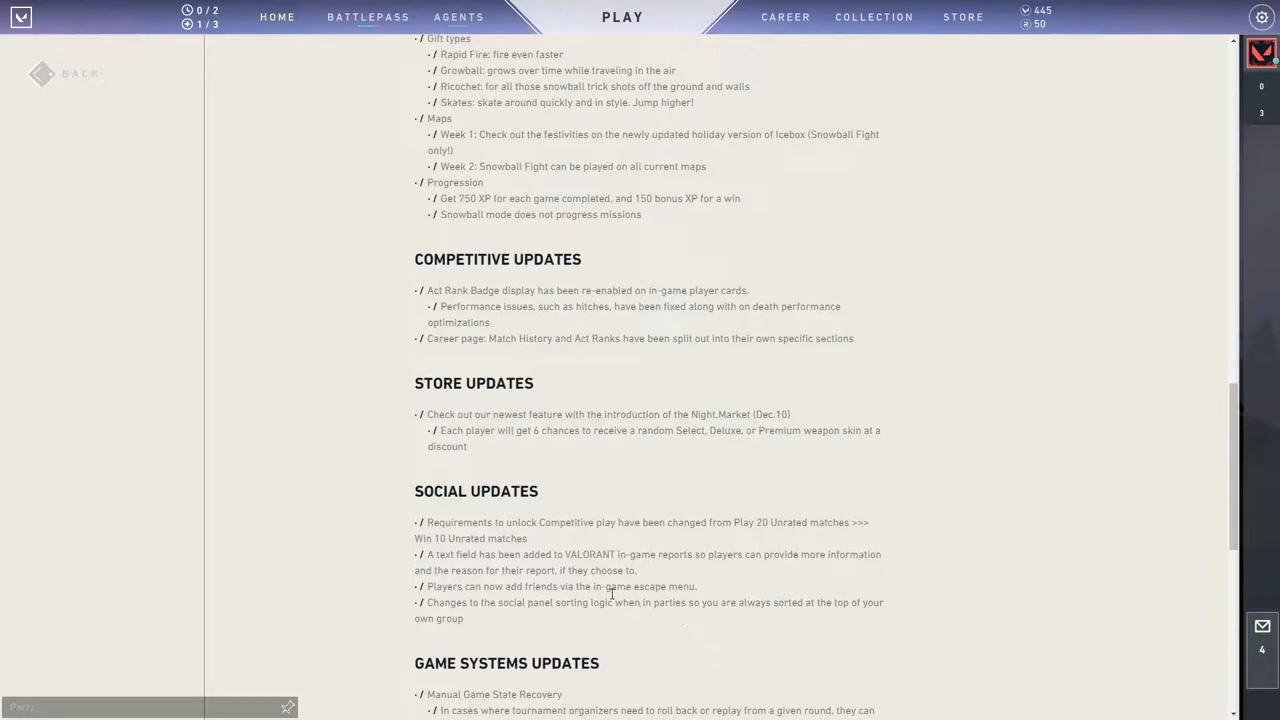 0 / 2
1 / 3
HOME
BATTLEPASS
AGENTS
PLAY
CAREER
COLLECTION
STORE
445
50
BACK
0
3
4
· / Gift types
· / Rapid Fire: fire even faster
· / Growball: grows over time while traveling in the air
· / Ricochet: for all those snowball trick shots off the ground and walls
· / Skates: skate around quickly and in style. Jump higher!
· / Maps
· / Week 1: Check out the festivities on the newly updated holiday version of Icebox (Snowball Fight
only!)
· / Week 2: Snowball Fight can be played on all current maps
· / Progression
· / Get 750 XP for each game completed, and 150 bonus XP for a win
· / Snowball mode does not progress missions
COMPETITIVE UPDATES
· / Act Rank Badge display has been re-enabled on in-game player cards.
· / Performance issues, such as hitches, have been fixed along with on death performance
optimizations
· / Career page: Match History and Act Ranks have been split out into their own specific sections
STORE UPDATES
· / Check out our newest feature with the introduction of the Night.Market (Dec.10)
· / Each player will get 6 chances to receive a random Select, Deluxe, or Premium weapon skin at a
discount
SOCIAL UPDATES
· / Requirements to unlock Competitive play have been changed from Play 20 Unrated matches >>>
Win 10 Unrated matches
· / A text field has been added to VALORANT in-game reports so players can provide more information
and the reason for their report, if they choose to.
· / Players can now add friends via the in-game escape menu.
· / Changes to the social panel sorting logic when in parties so you are always sorted at the top of your
own group
GAME SYSTEMS UPDATES
· / Manual Game State Recovery
· / In cases where tournament organizers need to roll back or replay from a given round, they can
Party: